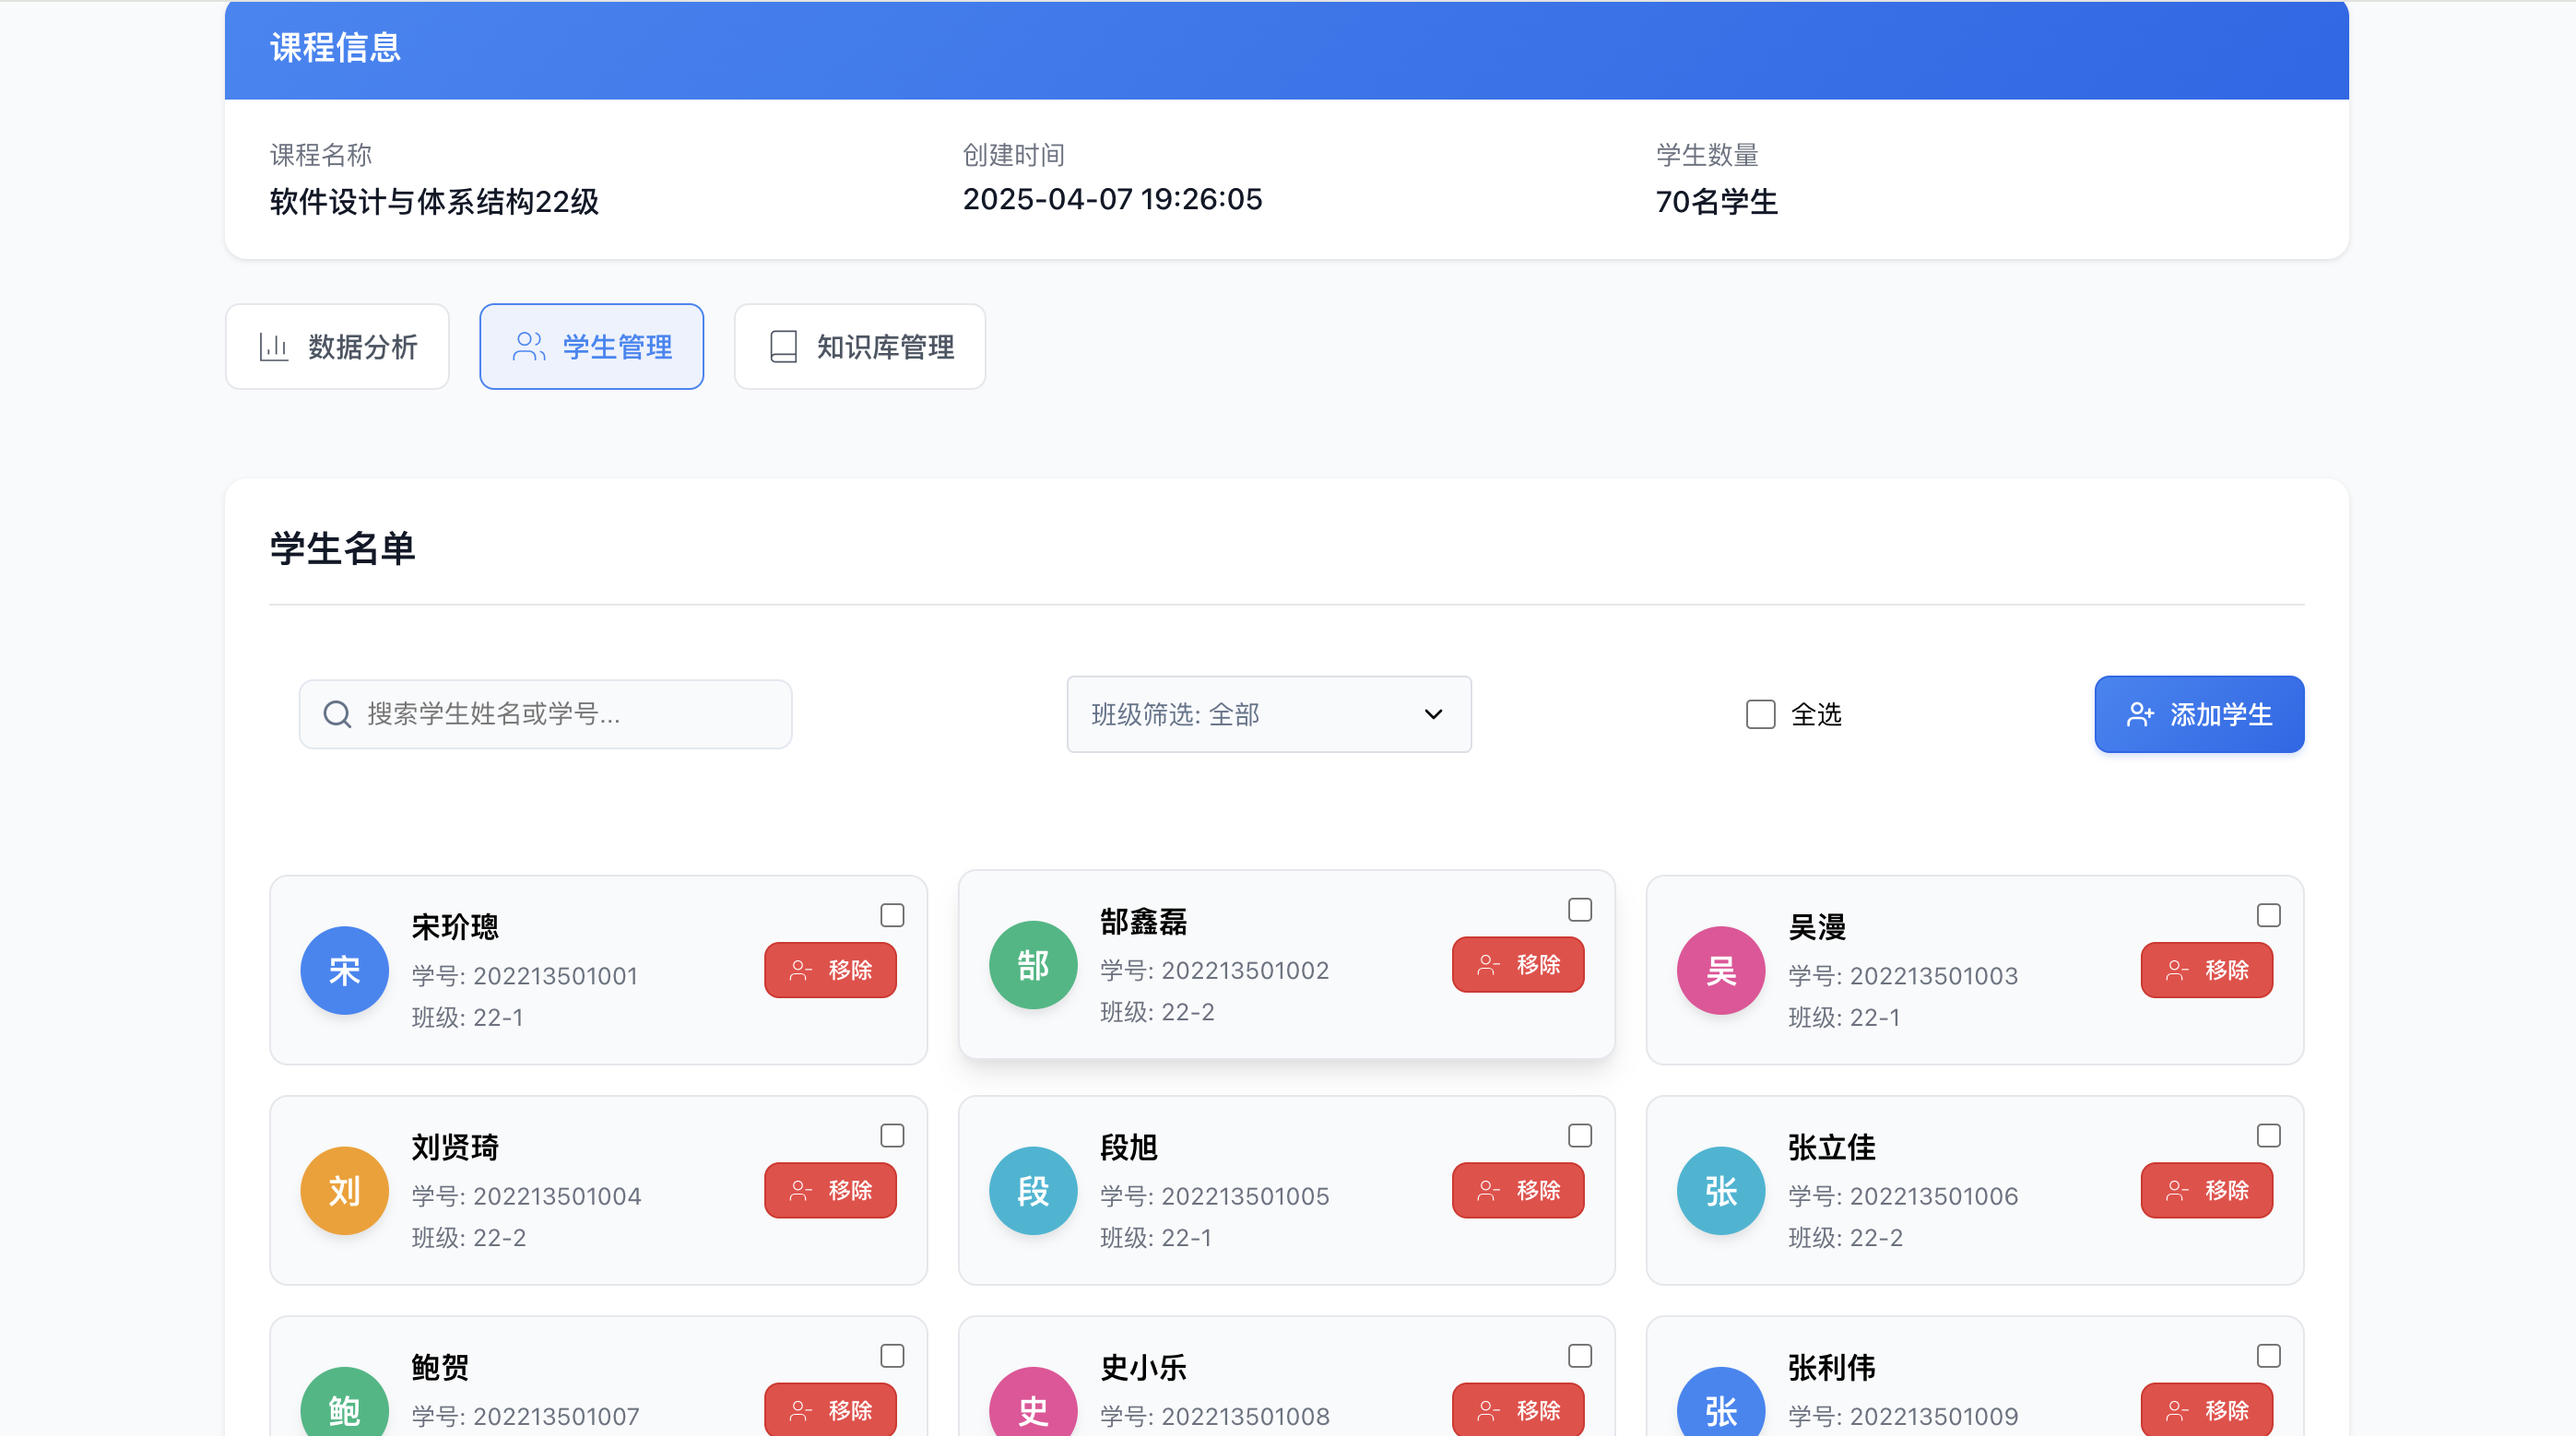 课程信息
课程名称
软件设计与体系结构22级
创建时间
2025-04-07 19:26:05
学生数量
70名学生
数据分析
学生管理
知识库管理
学生名单
搜索学生姓名或学号...
班级筛选: 全部
全选
添加学生
宋
宋玠璁
学号: 202213501001
班级: 22-1
移除
郜
郜鑫磊
学号: 202213501002
班级: 22-2
移除
吴
吴漫
学号: 202213501003
班级: 22-1
移除
刘
刘贤琦
学号: 202213501004
班级: 22-2
移除
段
段旭
学号: 202213501005
班级: 22-1
移除
张
张立佳
学号: 202213501006
班级: 22-2
移除
鲍
鲍贺
学号: 202213501007
移除
史
史小乐
学号: 202213501008
移除
张
张利伟
学号: 202213501009
移除